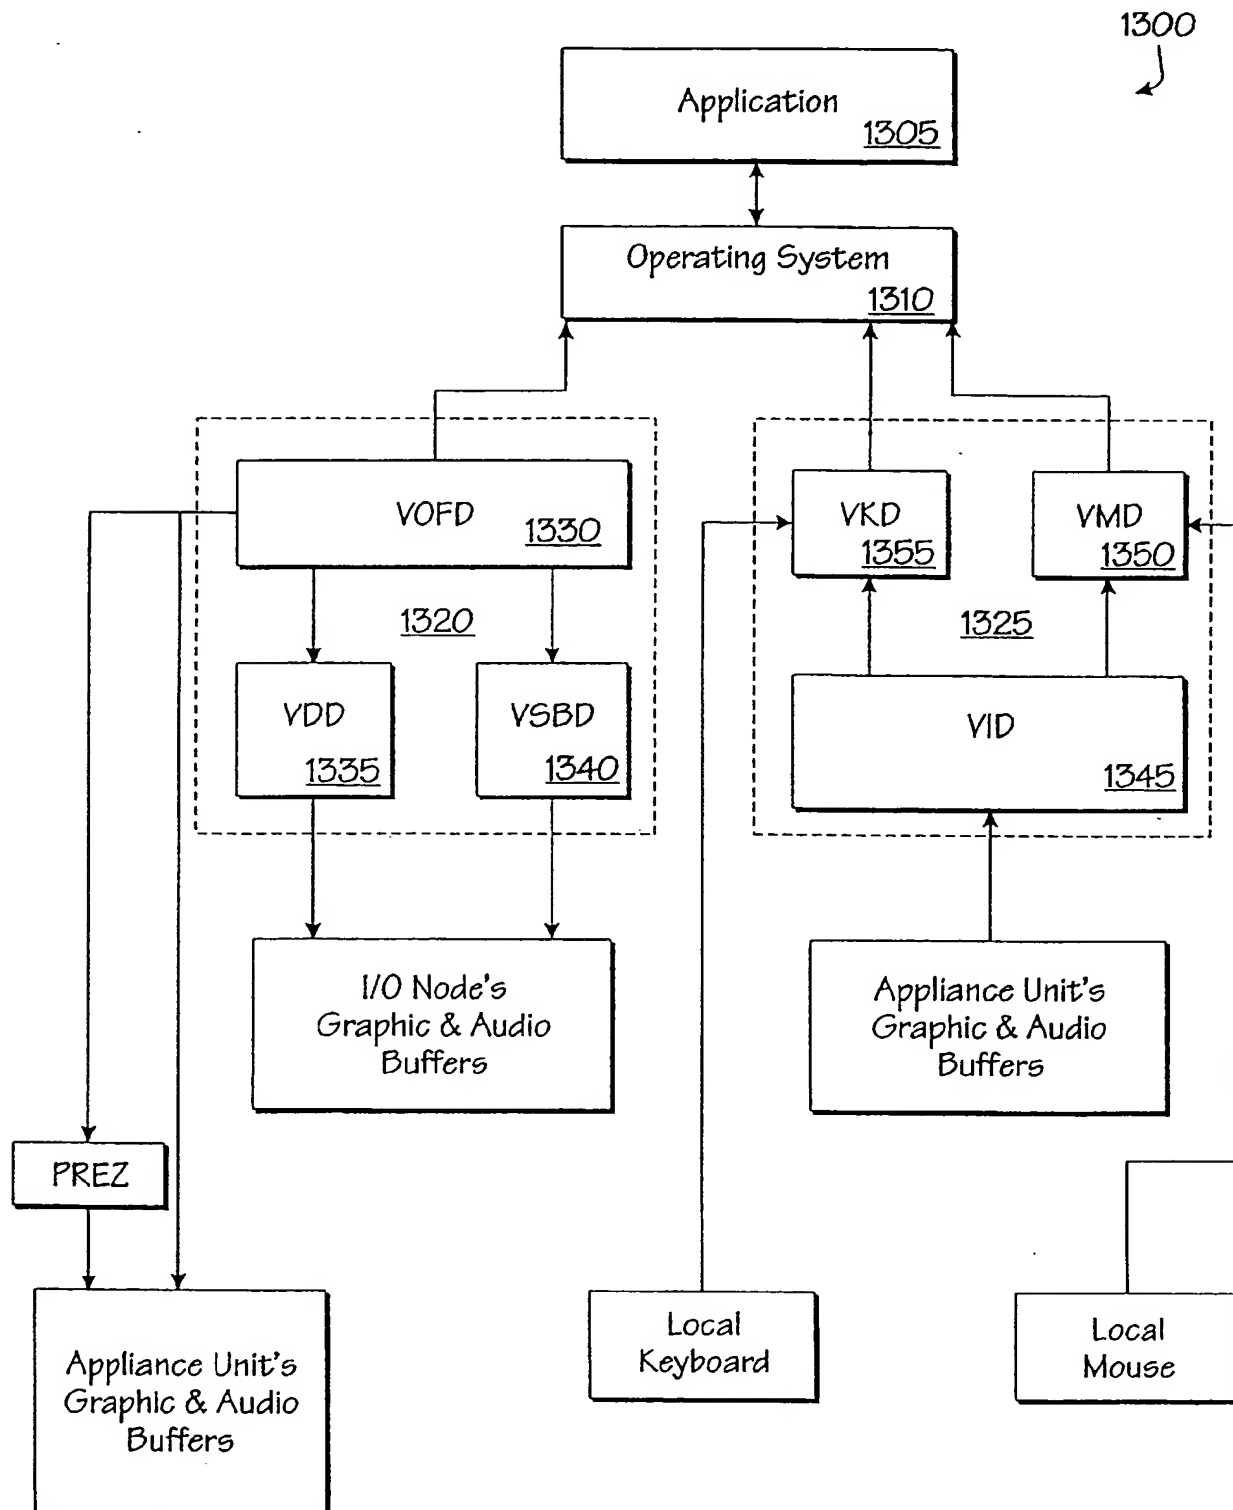 1300
Application
1305
Operating System
1310
VOFD
1330
VKD
1355
VMD
1350
1320
1325
VDD
1335
VSBD
1340
VID
1345
I/O Node's
Graphic & Audio
Buffers
Appliance Unit's
Graphic & Audio
Buffers
PREZ
Local
Keyboard
Local
Mouse
Appliance Unit's
Graphic & Audio
Buffers